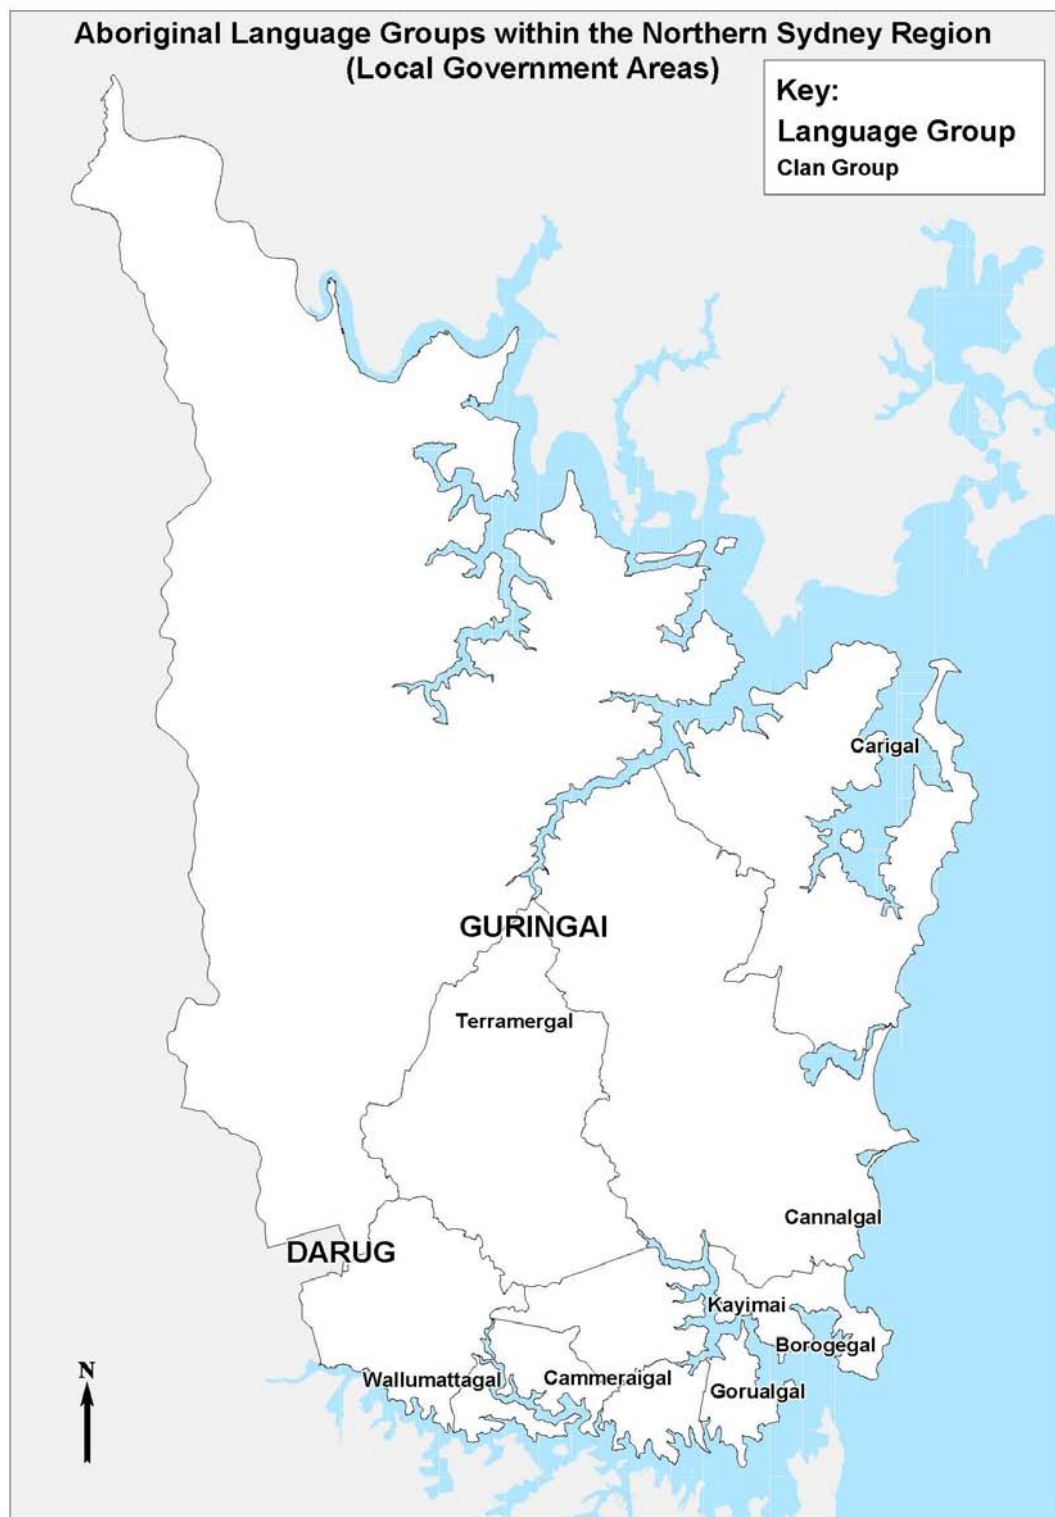 Aboriginal Language Groups within the Northern Sydney Region
(Local Government Areas)
Key:
Language Group
Clan Group
Carigal
GURINGAI
Terramergal
Cannalgal
DARUG
Kayimai
Borogegal
Wallumattagal
Cammeraigal
Gorualgal
N